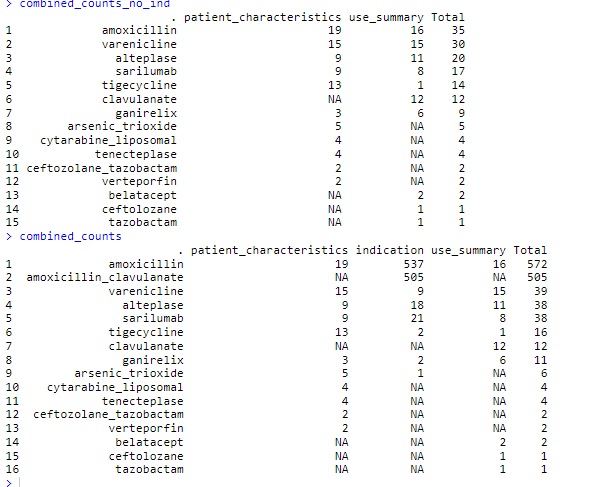 > combined_counts_no_ind
. patient_characteristics use_summary Total
1 amoxicillin 19 16 35
2 varenicline 15 15 30
3 alteplase 9 11 20
4 sarilumab 9 8 17
5 tigecycline 13 1 14
6 clavulanate NA 12 12
7 ganirelix 3 6 9
8 arsenic_trioxide 5 NA 5
9 cytarabine_liposomal 4 NA 4
10 tenecteplase 4 NA 4
11 ceftozolane_tazobactam 2 NA 2
12 verteporfin 2 NA 2
13 belatacept NA 2 2
14 ceftolozane NA 1 1
15 tazobactam NA 1 1
> combined_counts
. patient_characteristics indication use_summary Total
1 amoxicillin 19 537 16 572
2 amoxicillin_clavulanate NA 505 NA 505
3 varenicline 15 9 15 39
4 alteplase 9 18 11 38
5 sarilumab 9 21 8 38
6 tigecycline 13 2 1 16
7 clavulanate NA NA 12 12
8 ganirelix 3 2 6 11
9 arsenic_trioxide 5 1 NA 6
10 cytarabine_liposomal 4 NA NA 4
11 tenecteplase 4 NA NA 4
12 ceftozolane_tazobactam 2 NA NA 2
13 verteporfin 2 NA NA 2
14 belatacept NA NA 2 2
15 ceftolozane NA NA 1 1
16 tazobactam NA NA 1 1
>